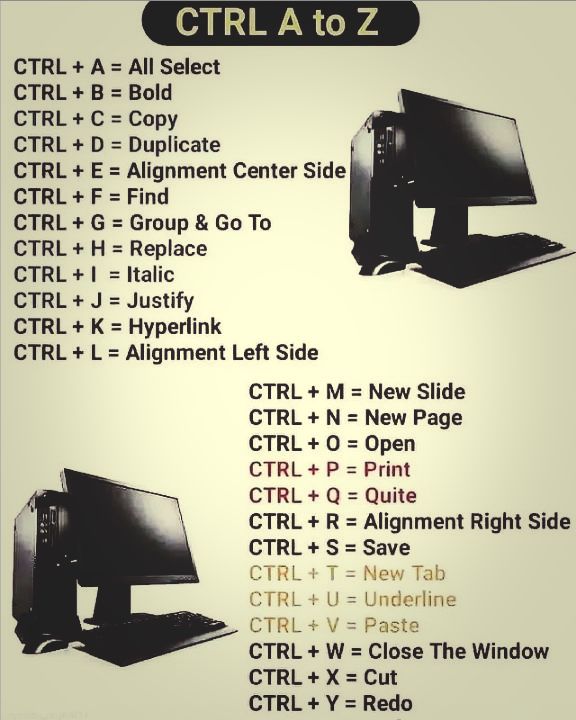 CTRL A to Z
CTRL + A = All Select
CTRL + B = Bold
CTRL + C = Copy
CTRL + D = Duplicate
CTRL + E = Alignment Center Side
CTRL + F = Find
CTRL + G = Group & Go To
CTRL + H = Replace
CTRL + I = Italic
CTRL + J = Justify
CTRL + K = Hyperlink
CTRL + L = Alignment Left Side
CTRL + M = New Slide
CTRL + N = New Page
CTRL + O = Open
CTRL + P = Print
CTRL + Q = Quite
CTRL + R = Alignment Right Side
CTRL + S = Save
CTRL + T = New Tab
CTRL + U = Underline
CTRL + V = Paste
CTRL + W = Close The Window
CTRL + X = Cut
CTRL + Y = Redo